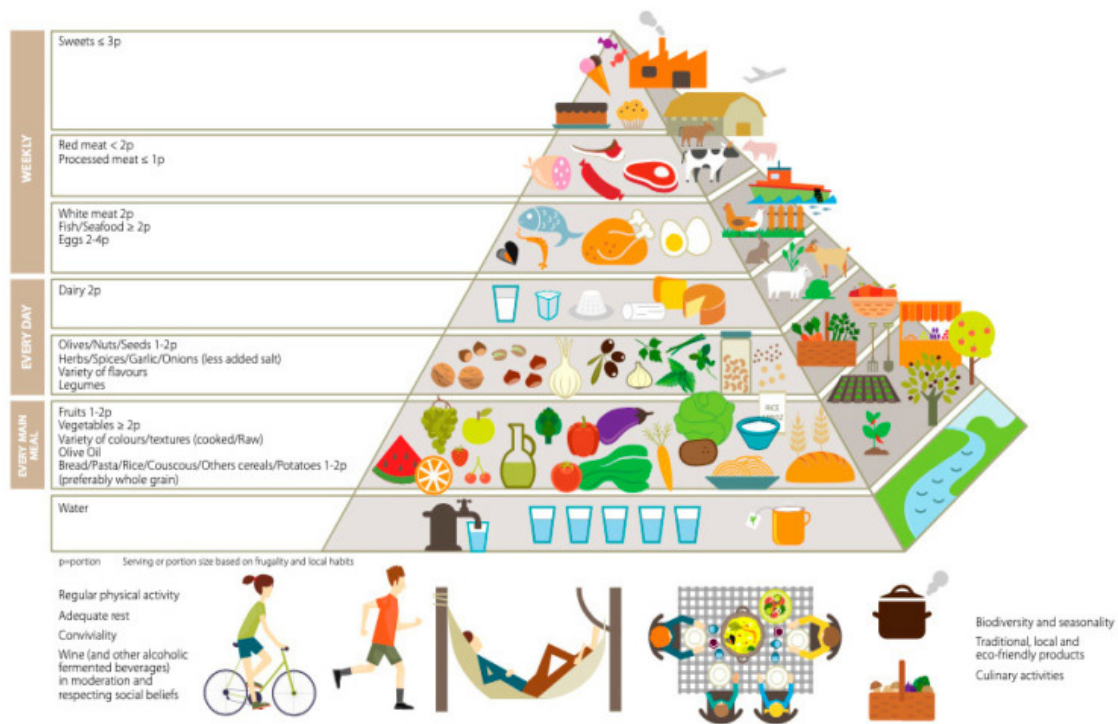 WEEKLY
Sweets ≤ 3p
Red meat < 2p
Processed meat ≤ 1p
White meat 2p
Fish/Seafood ≥ 2p
Eggs 2-4p
EVERY DAY
Dairy 2p
Olives/Nuts/Seeds 1-2p
Herbs/Spices/Garlic/Onions (less added salt)
Variety of flavours
Legumes
EVERY MAIN
MEAL
Fruits 1-2p
Vegetables ≥ 2p
Variety of colours/textures (cooked/Raw)
Olive Oil
Bread/Pasta/Rice/Couscous/Others cereals/Potatoes 1-2p
(preferably whole grain)
RICE
Water
p=portion Serving or portion size based on frugality and local habits
Regular physical activity
Adequate rest
Conviviality
Wine (and other alcoholic
fermented beverages)
in moderation and
respecting social beliefs
Biodiversity and seasonality
Traditional, local and
eco-friendly products
Culinary activities